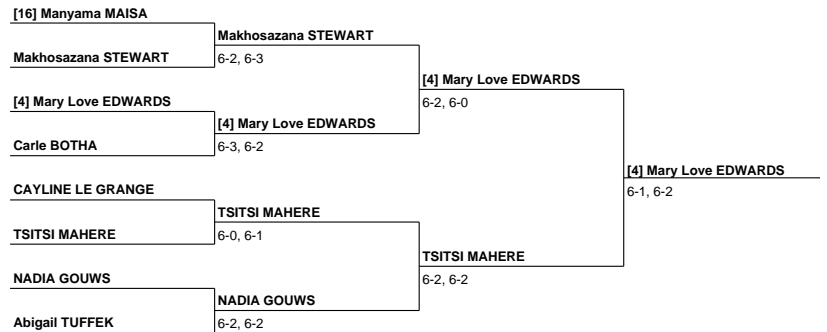 [16] Manyama MAISA
Makhosazana STEWART
Makhosazana STEWART
6-2, 6-3
[4] Mary Love EDWARDS
6-2, 6-0
[4] Mary Love EDWARDS
[4] Mary Love EDWARDS
6-3, 6-2
Carle BOTHA
[4] Mary Love EDWARDS
6-1, 6-2
CAYLINE LE GRANGE
TSITSI MAHERE
TSITSI MAHERE
6-0, 6-1
TSITSI MAHERE
6-2, 6-2
NADIA GOUWS
NADIA GOUWS
Abigail TUFFEK
6-2, 6-2